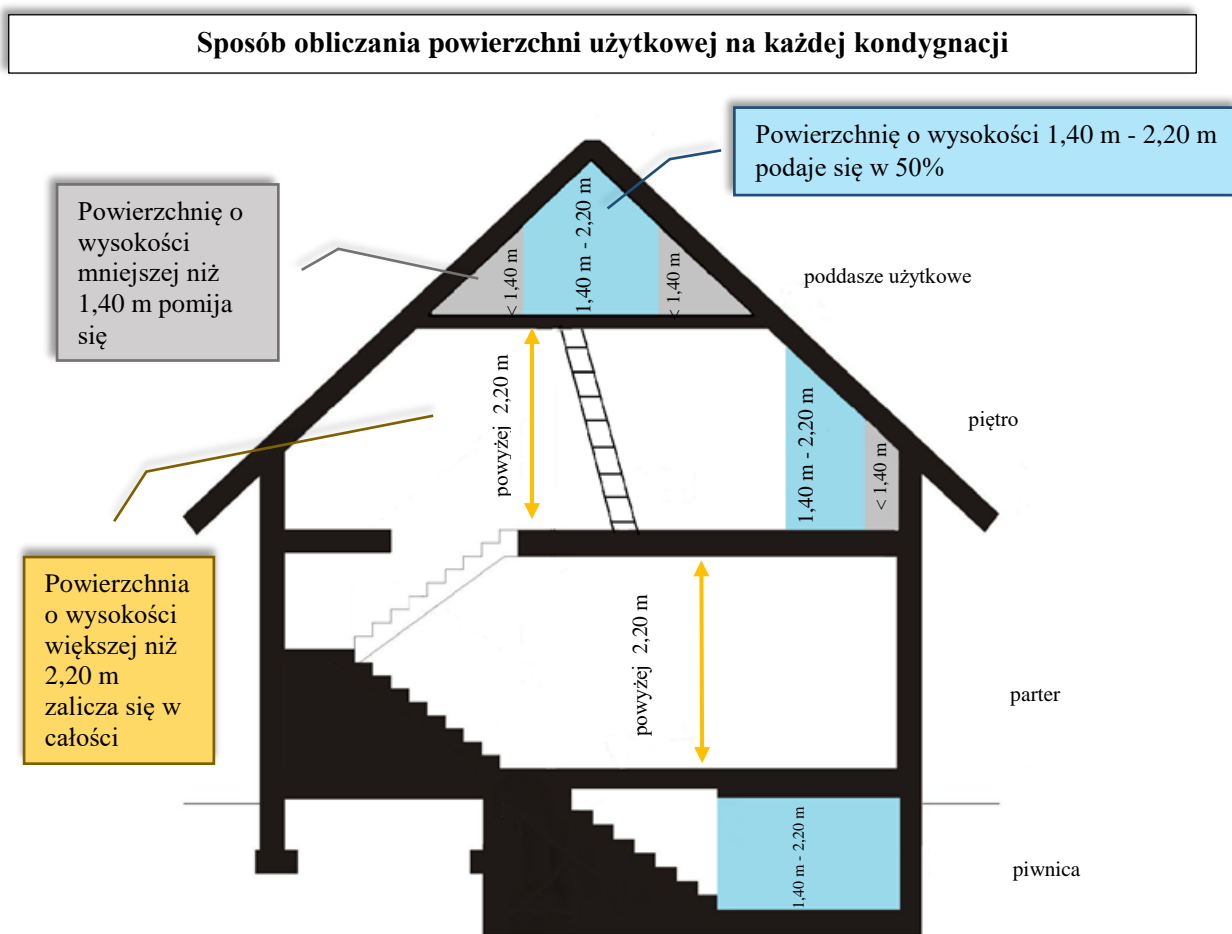 Sposób obliczania powierzchni użytkowej na każdej kondygnacji
Powierzchnię o wysokości 1,40 m - 2,20 m
podaje się w 50%
Powierzchnię o
wysokości
mniejszej niż
1,40 m pomija
się
< 1,40 m
1,40 m - 2,20 m
< 1,40 m
poddasze użytkowe
powyżej 2,20 m
1,40 m - 2,20 m
< 1,40 m
piętro
Powierzchnia
o wysokości
większej niż
2,20 m
zalicza się w
całości
powyżej 2,20 m
parter
1,40 m - 2,20 m
piwnica